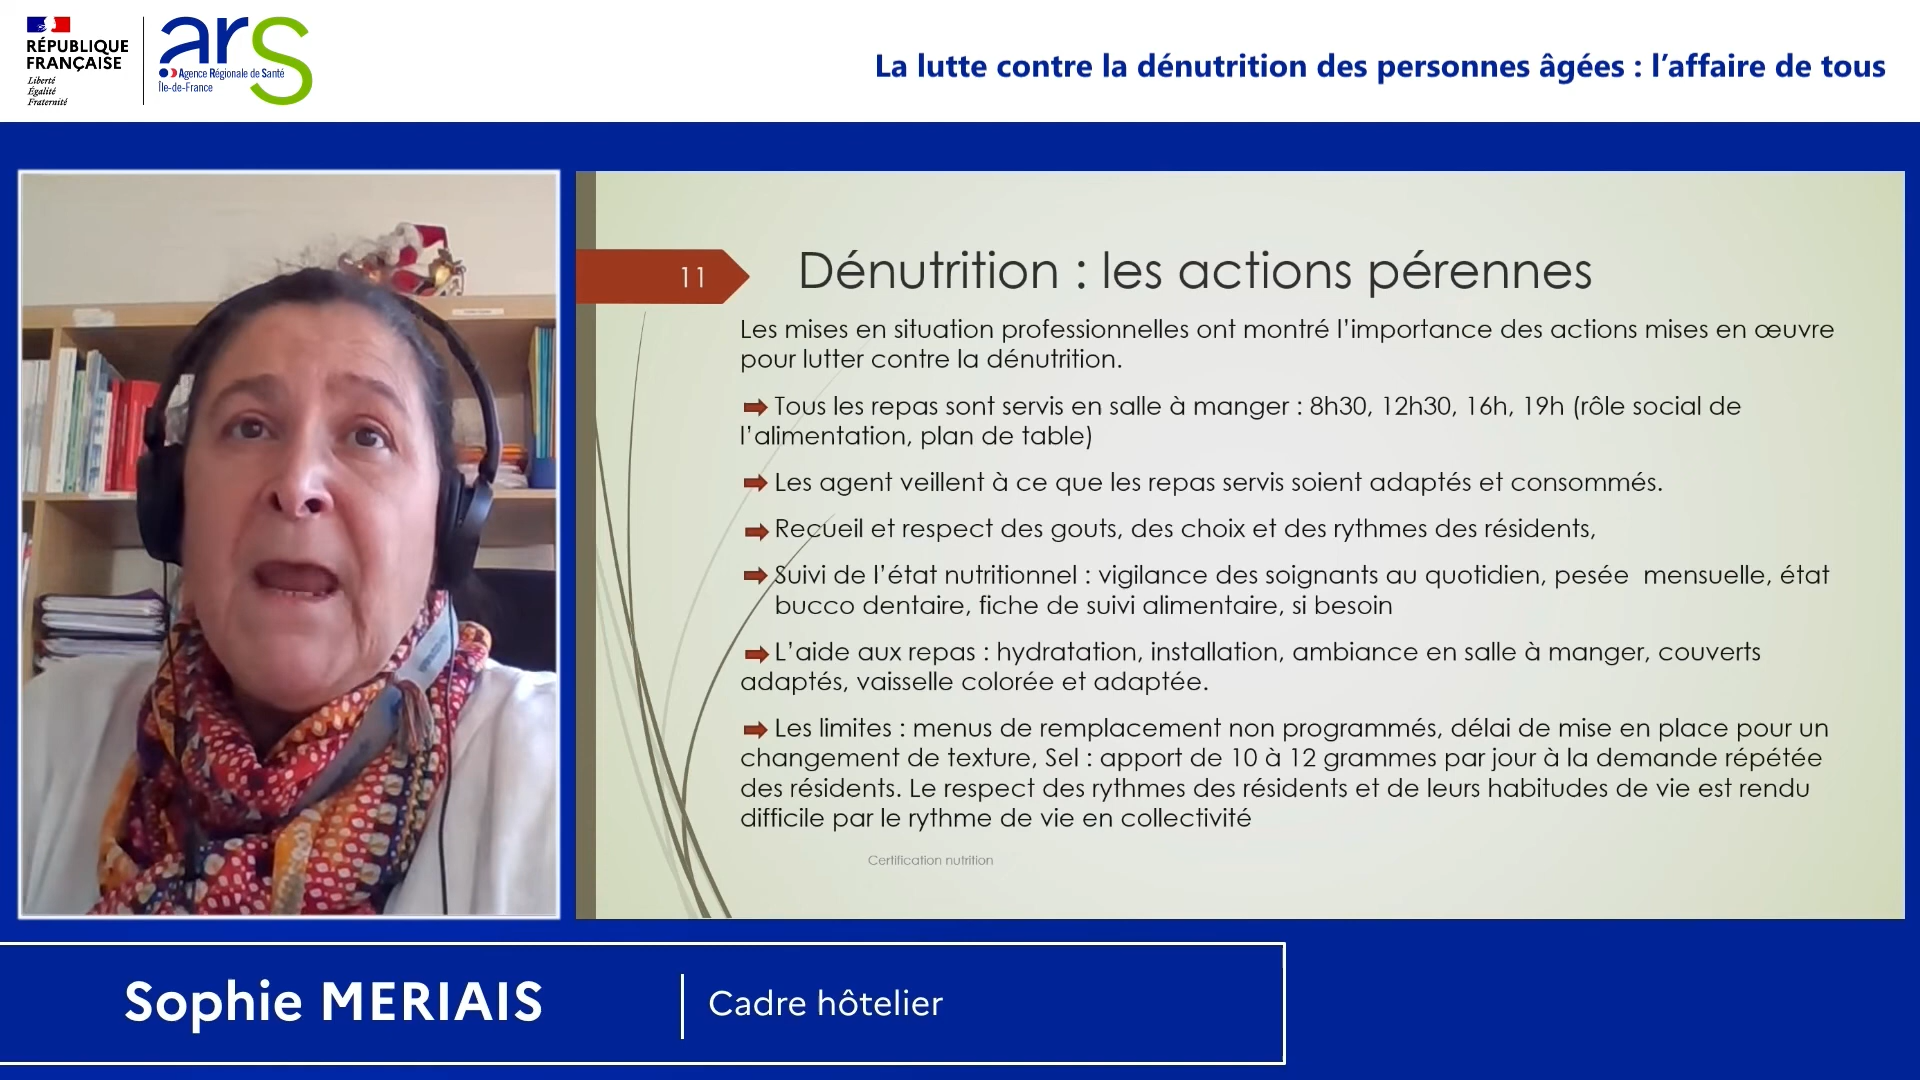 RÉPUBLIQUE
FRANÇAISE
Liberté
Égalité
Fraternité
ars
Agence Régionale de Santé
Île-de-France
La lutte contre la dénutrition des personnes âgées : l’affaire de tous
11
Dénutrition : les actions pérennes
Les mises en situation professionnelles ont montré l’importance des actions mises en œuvre
pour lutter contre la dénutrition.
Tous les repas sont servis en salle à manger : 8h30, 12h30, 16h, 19h (rôle social de
l’alimentation, plan de table)
Les agent veillent à ce que les repas servis soient adaptés et consommés.
Recueil et respect des gouts, des choix et des rythmes des résidents,
Suivi de l’état nutritionnel : vigilance des soignants au quotidien, pesée  mensuelle, état
bucco dentaire, fiche de suivi alimentaire, si besoin
L’aide aux repas : hydratation, installation, ambiance en salle à manger, couverts
adaptés, vaisselle colorée et adaptée.
Les limites : menus de remplacement non programmés, délai de mise en place pour un
changement de texture, Sel : apport de 10 à 12 grammes par jour à la demande répétée
des résidents. Le respect des rythmes des résidents et de leurs habitudes de vie est rendu
difficile par le rythme de vie en collectivité
Certification nutrition
Sophie MERIAIS
Cadre hôtelier